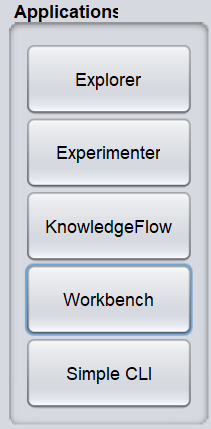 Applications
Explorer
Experimenter
KnowledgeFlow
Workbench
Simple CLI